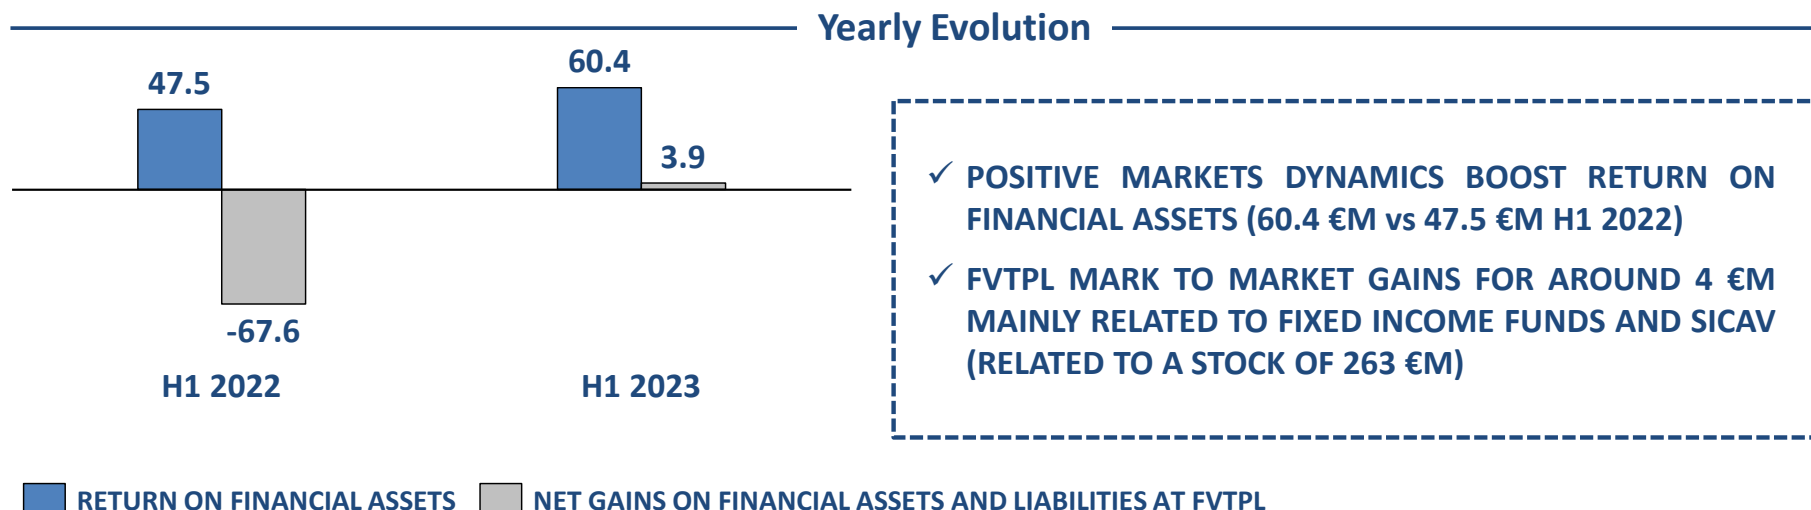 Yearly Evolution
47.5
-67.6
H1 2022
60.4
3.9
H1 2023
✓ POSITIVE MARKETS DYNAMICS BOOST RETURN ON
FINANCIAL ASSETS (60.4 €M vs 47.5 €M H1 2022)
✓ FVTPL MARK TO MARKET GAINS FOR AROUND 4 €M
MAINLY RELATED TO FIXED INCOME FUNDS AND SICAV
(RELATED TO A STOCK OF 263 €M)
RETURN ON FINANCIAL ASSETS
NET GAINS ON FINANCIAL ASSETS AND LIABILITIES AT FVTPL